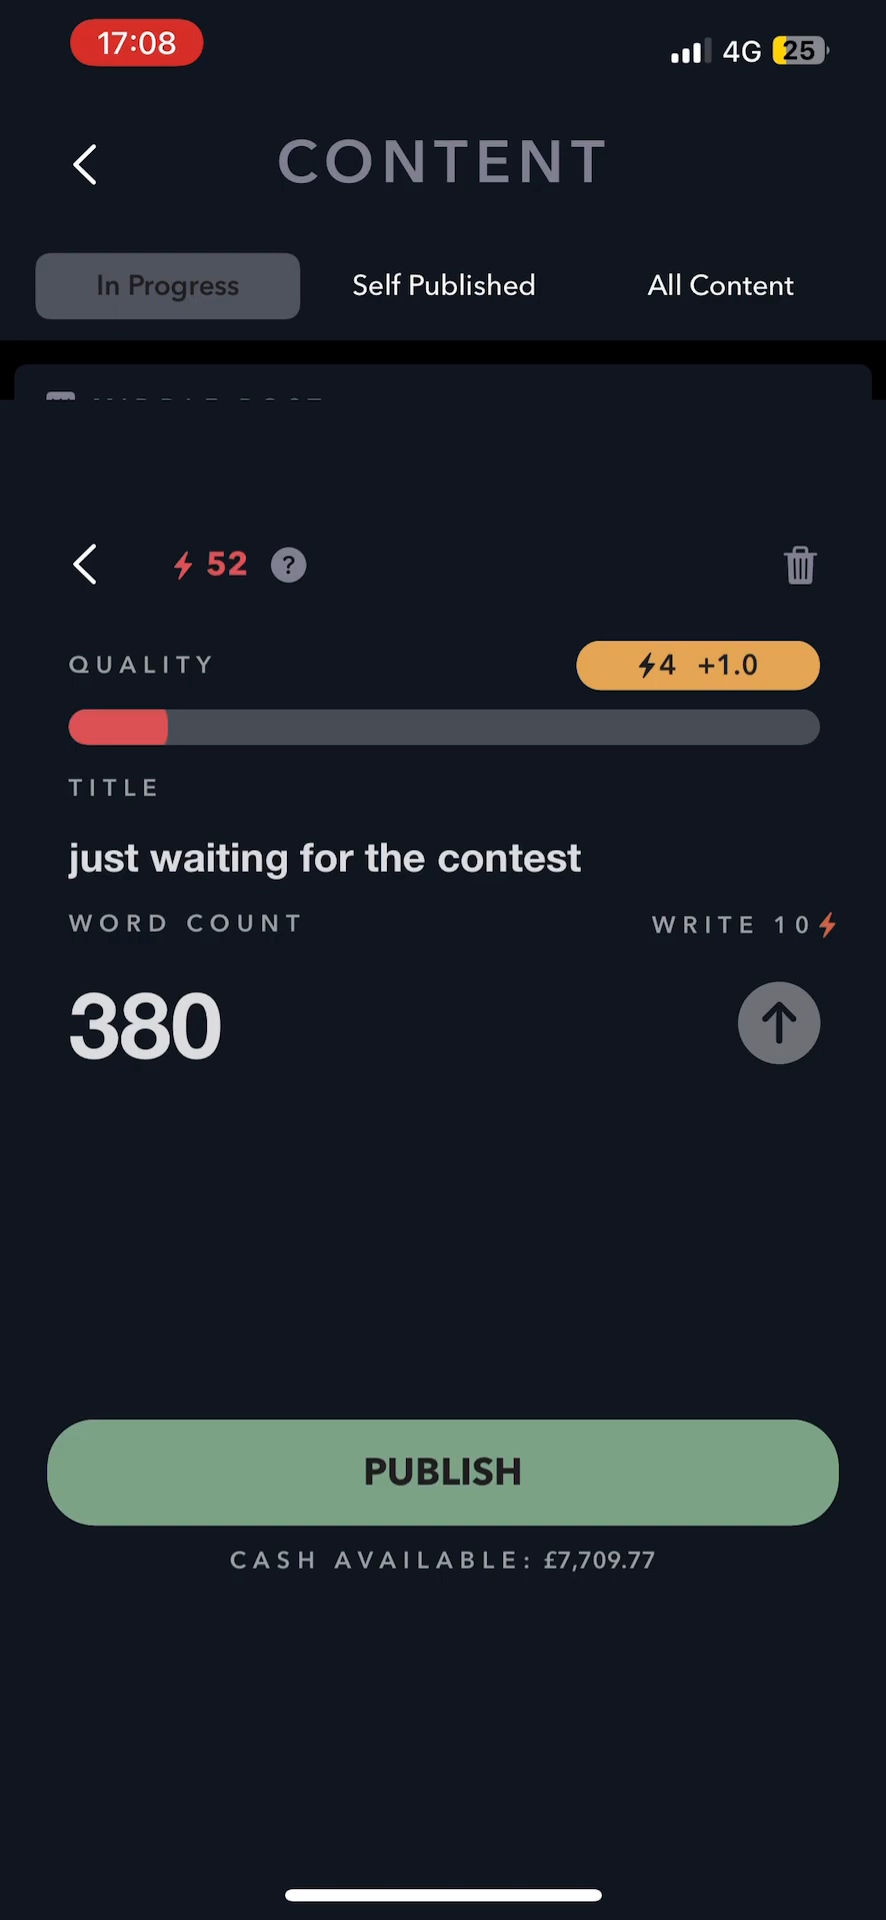 17:08 4G 25
CONTENT
In Progress Self Published All Content
52 ?
QUALITY 4 +1.0
TITLE
just waiting for the contest
WORD COUNT WRITE 10
380
PUBLISH
CASH AVAILABLE: £7,709.77